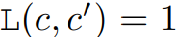 L(c, c′) = 1